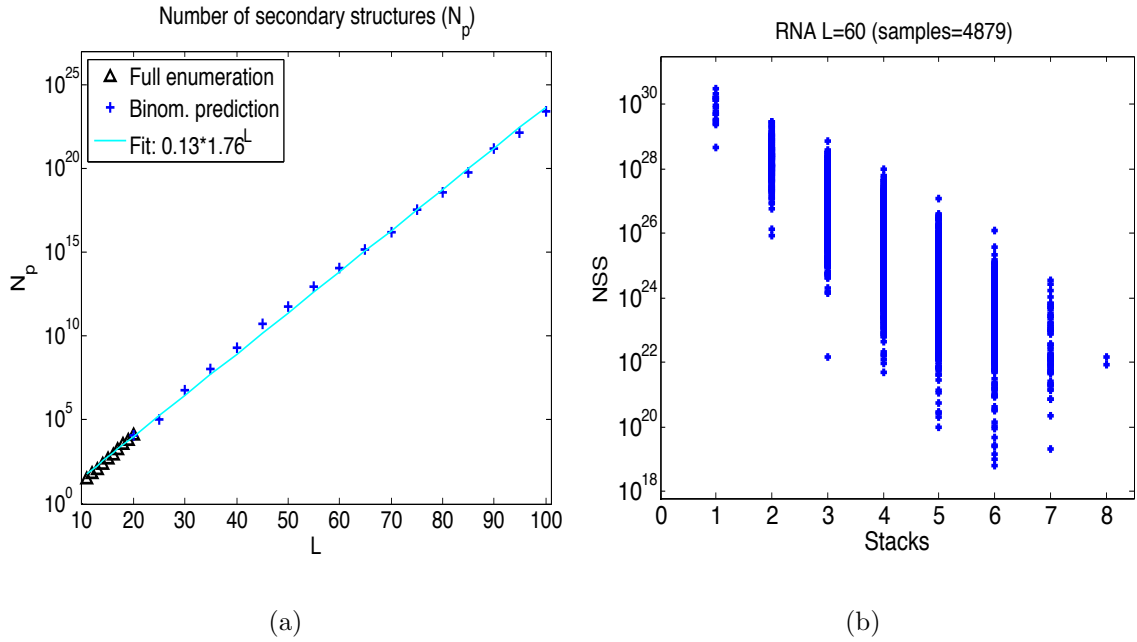 Number of secondary structures (N_p)
10^25
10^20
10^15
10^10
10^5
10^0
N_p
Full enumeration
Binom. prediction
Fit: 0.13*1.76^L
10 20 30 40 50 60 70 80 90 100
L
(a)
RNA L=60 (samples=4879)
10^30
10^28
10^26
10^24
10^22
10^20
10^18
NSS
0 1 2 3 4 5 6 7 8
Stacks
(b)